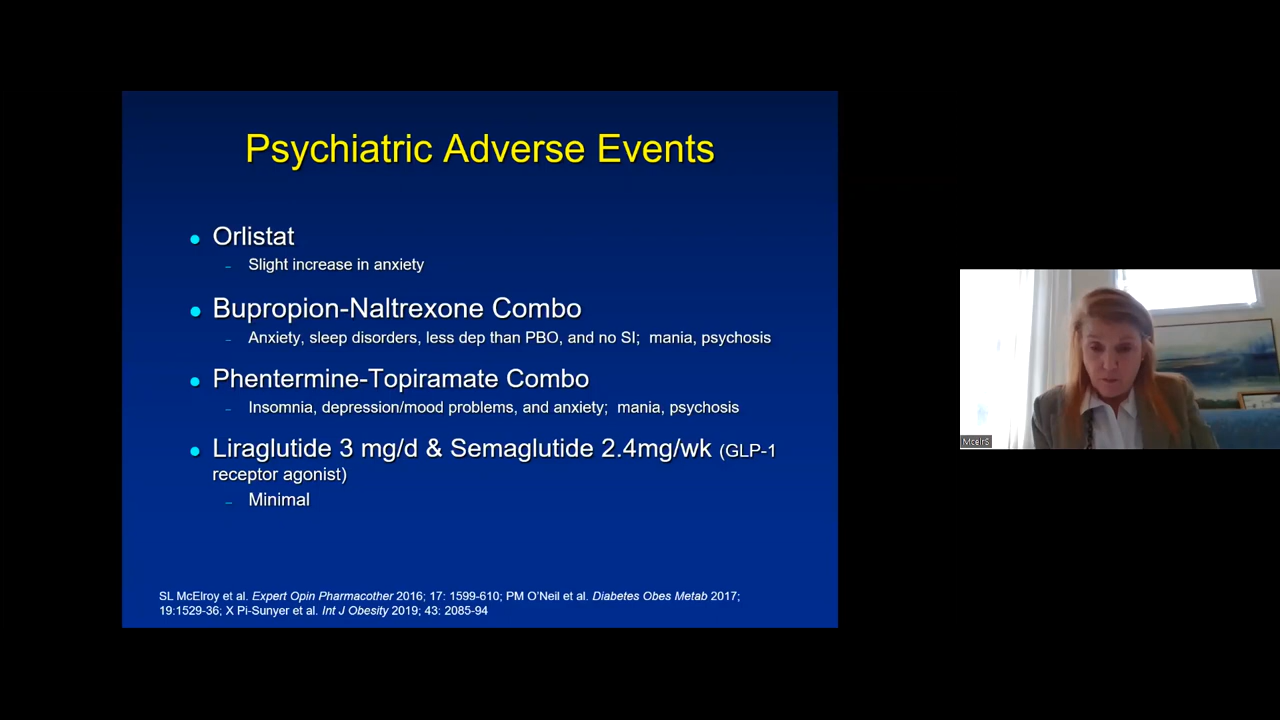 Psychiatric Adverse Events
Orlistat
– Slight increase in anxiety
Bupropion-Naltrexone Combo
– Anxiety, sleep disorders, less dep than PBO, and no SI; mania, psychosis
Phentermine-Topiramate Combo
– Insomnia, depression/mood problems, and anxiety; mania, psychosis
Liraglutide 3 mg/d & Semaglutide 2.4mg/wk (GLP-1
receptor agonist)
– Minimal
SL McElroy et al. Expert Opin Pharmacother 2016; 17: 1599-610; PM O'Neil et al. Diabetes Obes Metab 2017;
19:1529-36; X Pi-Sunyer et al. Int J Obesity 2019; 43: 2085-94
McelrS